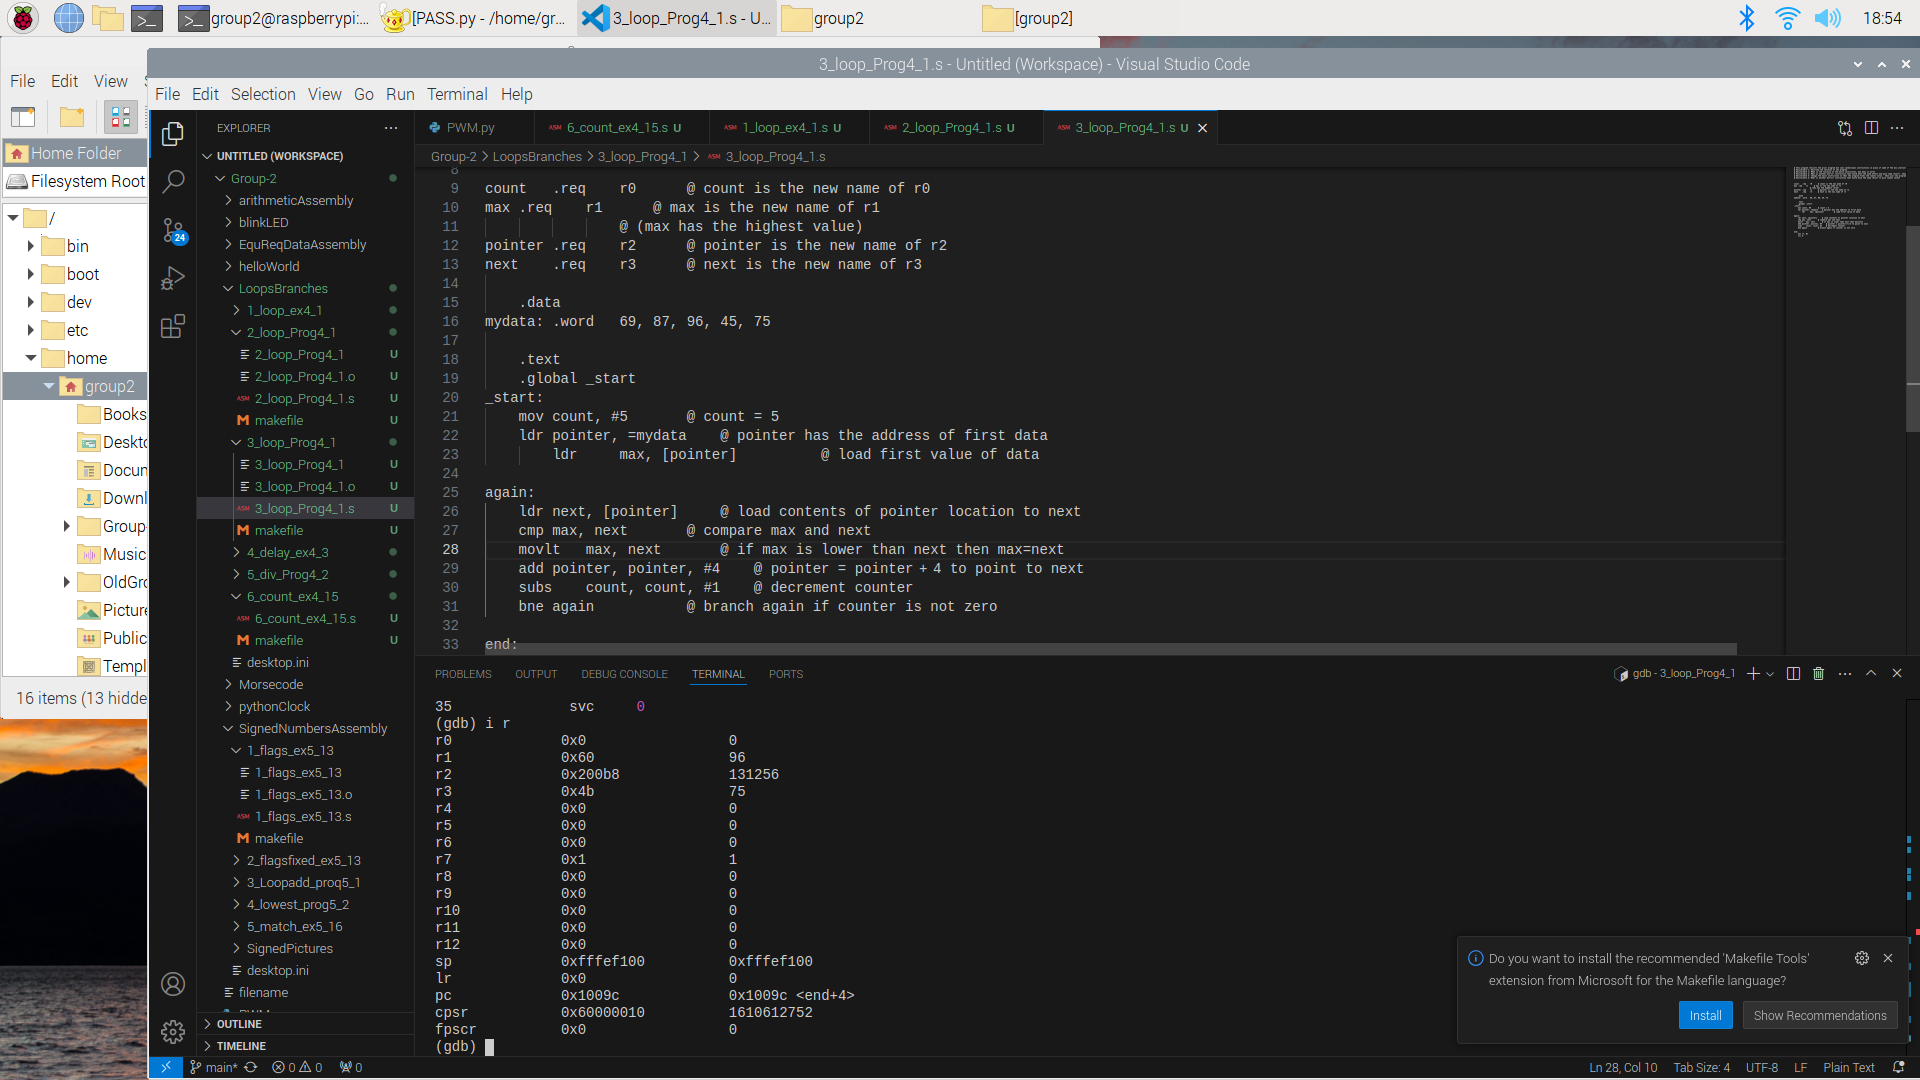 group2@raspberrypi:...
[PASS.py - /home/gr...
3_loop_Prog4_1.s - U...
group2
[group2]
18:54
File Edit View
Home Folder
Filesystem Root
/
bin
boot
dev
etc
home
group2
Books
Deskto
Docun
Downl
Group
Music
OldGro
Picture
Public
Templ
16 items (13 hidde
3_loop_Prog4_1.s - Untitled (Workspace) - Visual Studio Code
File Edit Selection View Go Run Terminal Help
EXPLORER ...
UNTITLED (WORKSPACE)
Group-2
arithmeticAssembly
blinkLED
EquReqDataAssembly
helloWorld
LoopsBranches
1_loop_ex4_1
2_loop_Prog4_1
2_loop_Prog4_1 U
2_loop_Prog4_1.o U
ASM 2_loop_Prog4_1.s U
M makefile U
3_loop_Prog4_1
3_loop_Prog4_1 U
3_loop_Prog4_1.o U
ASM 3_loop_Prog4_1.s U
M makefile U
4_delay_ex4_3
5_div_Prog4_2
6_count_ex4_15
ASM 6_count_ex4_15.s U
M makefile U
desktop.ini
Morsecode
pythonClock
SignedNumbersAssembly
1_flags_ex5_13
1_flags_ex5_13
1_flags_ex5_13.o
ASM 1_flags_ex5_13.s
M makefile
2_flagsfixed_ex5_13
3_Loopadd_proq5_1
4_lowest_prog5_2
5_match_ex5_16
SignedPictures
desktop.ini
filename
OUTLINE
TIMELINE
24
PWM.py
ASM 6_count_ex4_15.s U
ASM 1_loop_ex4_1.s U
ASM 2_loop_Prog4_1.s U
ASM 3_loop_Prog4_1.s U
Group-2 > LoopsBranches > 3_loop_Prog4_1 > ASM 3_loop_Prog4_1.s
8
9 count .req r0 @ count is the new name of r0
10 max .req r1 @ max is the new name of r1
11 @ (max has the highest value)
12 pointer .req r2 @ pointer is the new name of r2
13 next .req r3 @ next is the new name of r3
14
15 .data
16 mydata: .word 69, 87, 96, 45, 75
17
18 .text
19 .global _start
20 _start:
21 mov count, #5 @ count = 5
22 ldr pointer, =mydata @ pointer has the address of first data
23 ldr max, [pointer] @ load first value of data
24
25 again:
26 ldr next, [pointer] @ load contents of pointer location to next
27 cmp max, next @ compare max and next
28 movlt max, next @ if max is lower than next then max=next
29 add pointer, pointer, #4 @ pointer = pointer + 4 to point to next
30 subs count, count, #1 @ decrement counter
31 bne again @ branch again if counter is not zero
32
33 end:
PROBLEMS OUTPUT DEBUG CONSOLE TERMINAL PORTS
gdb - 3_loop_Prog4_1
35 svc 0
(gdb) i r
r0 0x0 0
r1 0x60 96
r2 0x200b8 131256
r3 0x4b 75
r4 0x0 0
r5 0x0 0
r6 0x0 0
r7 0x1 1
r8 0x0 0
r9 0x0 0
r10 0x0 0
r11 0x0 0
r12 0x0 0
sp 0xfffef100 0xfffef100
lr 0x0 0
pc 0x1009c 0x1009c <end+4>
cpsr 0x60000010 1610612752
fpscr 0x0 0
(gdb)
Do you want to install the recommended 'Makefile Tools'
extension from Microsoft for the Makefile language?
Install
Show Recommendations
main* 0 0 0
Ln 28, Col 10 Tab Size: 4 UTF-8 LF Plain Text